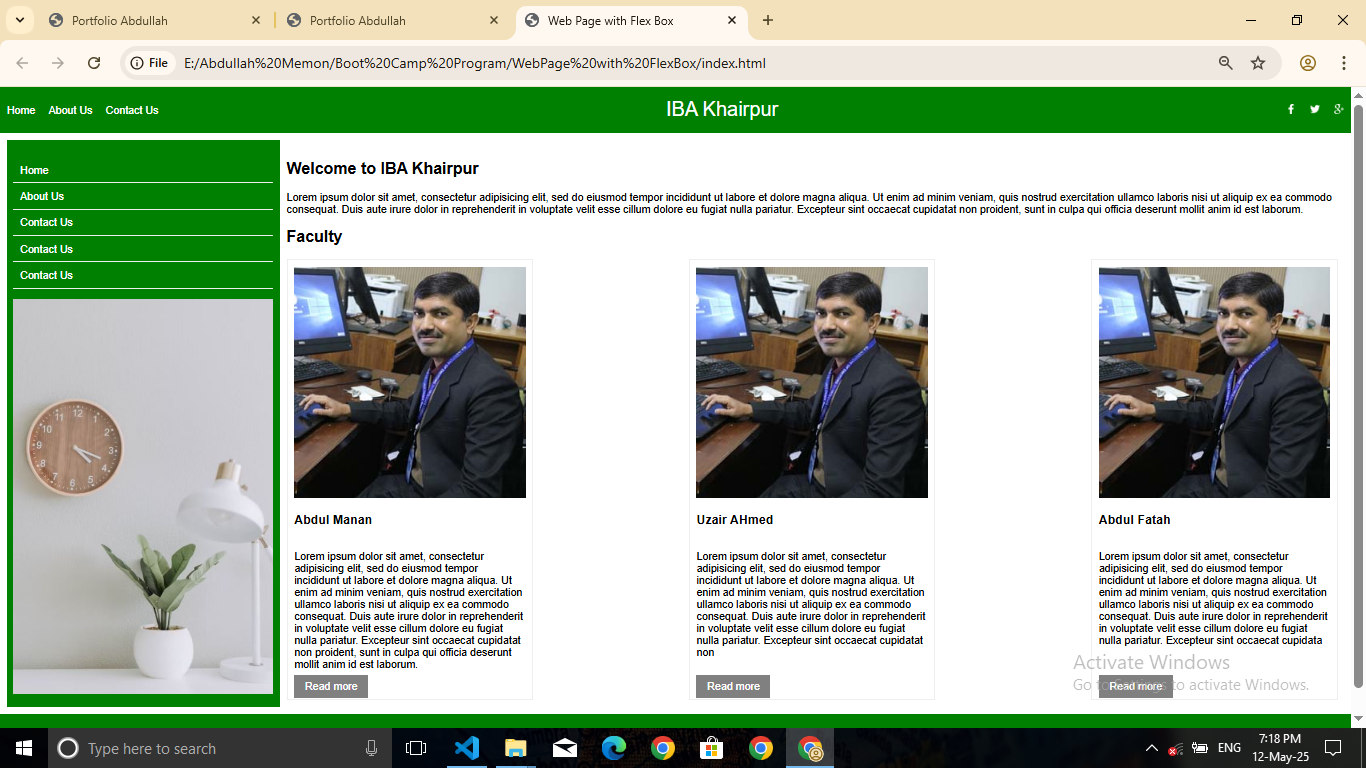 Portfolio Abdullah
Portfolio Abdullah
Web Page with Flex Box
File
E:/Abdullah%20Memon/Boot%20Camp%20Program/WebPage%20with%20FlexBox/index.html
Home About Us Contact Us
IBA Khairpur
Home
About Us
Contact Us
Contact Us
Contact Us
Welcome to IBA Khairpur
Lorem ipsum dolor sit amet, consectetur adipisicing elit, sed do eiusmod tempor incididunt ut labore et dolore magna aliqua. Ut enim ad minim veniam, quis nostrud exercitation ullamco laboris nisi ut aliquip ex ea commodo
consequat. Duis aute irure dolor in reprehenderit in voluptate velit esse cillum dolore eu fugiat nulla pariatur. Excepteur sint occaecat cupidatat non proident, sunt in culpa qui officia deserunt mollit anim id est laborum.
Faculty
Abdul Manan
Lorem ipsum dolor sit amet, consectetur
adipisicing elit, sed do eiusmod tempor
incididunt ut labore et dolore magna aliqua. Ut
enim ad minim veniam, quis nostrud exercitation
ullamco laboris nisi ut aliquip ex ea commodo
consequat. Duis aute irure dolor in reprehenderit
in voluptate velit esse cillum dolore eu fugiat
nulla pariatur. Excepteur sint occaecat cupidatat
non proident, sunt in culpa qui officia deserunt
mollit anim id est laborum.
Read more
Uzair AHmed
Lorem ipsum dolor sit amet, consectetur
adipisicing elit, sed do eiusmod tempor
incididunt ut labore et dolore magna aliqua. Ut
enim ad minim veniam, quis nostrud exercitation
ullamco laboris nisi ut aliquip ex ea commodo
consequat. Duis aute irure dolor in reprehenderit
in voluptate velit esse cillum dolore eu fugiat
nulla pariatur. Excepteur sint occaecat cupidatat
non
Read more
Abdul Fatah
Lorem ipsum dolor sit amet, consectetur
adipisicing elit, sed do eiusmod tempor
incididunt ut labore et dolore magna aliqua. Ut
enim ad minim veniam, quis nostrud exercitation
ullamco laboris nisi ut aliquip ex ea commodo
consequat. Duis aute irure dolor in reprehenderit
in voluptate velit esse cillum dolore eu fugiat
nulla pariatur. Excepteur sint occaecat cupidata
Read more
12
1
2
3
4
5
6
7
8
9
10
11
Activate Windows
Go to Settings to activate Windows.
Type here to search
ENG
7:18 PM
12-May-25